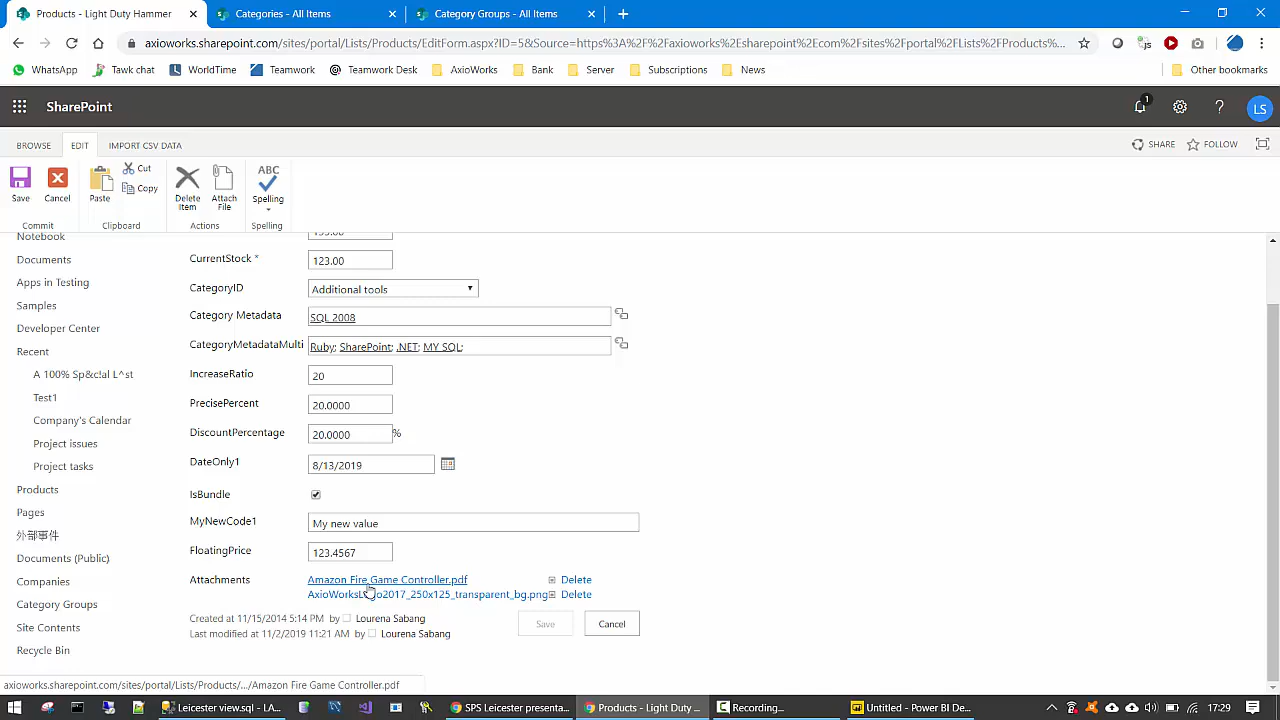 Products - Light Duty Hammer
Categories - All Items
Category Groups - All Items
axioworks.sharepoint.com/sites/portal/Lists/Products/EditForm.aspx?ID=5&Source=https%3A%2F%2Faxioworks%2Esharepoint%2Ecom%2Fsites%2Fportal%2FLists%2FProducts%...
WhatsApp Tawk chat WorldTime Teamwork Teamwork Desk AxioWorks Bank Server Subscriptions News Other bookmarks
SharePoint
1
LS
BROWSE EDIT IMPORT CSV DATA SHARE FOLLOW
Save Cancel Paste Cut Copy Delete Item Attach File ABC Spelling
Commit Clipboard Actions Spelling
Notebook
Documents
Apps in Testing
Samples
Developer Center
Recent
A 100% Sp&c!al L^st
Test1
Company's Calendar
Project issues
Project tasks
Products
Pages
外部事件
Documents (Public)
Companies
Category Groups
Site Contents
Recycle Bin
CurrentStock * 123.00
CategoryID Additional tools
Category Metadata SQL 2008
CategoryMetadataMulti Ruby; SharePoint; .NET; MY SQL;
IncreaseRatio 20
PrecisePercent 20.0000
DiscountPercentage 20.0000 %
DateOnly1 8/13/2019
IsBundle
MyNewCode1 My new value
FloatingPrice 123.4567
Attachments Amazon Fire Game Controller.pdf Delete
AxioWorksLogo2017_250x125_transparent_bg.png Delete
Created at 11/15/2014 5:14 PM by Lourena Sabang
Last modified at 11/2/2019 11:21 AM by Lourena Sabang
Save Cancel
axioworks.sharepoint.com/sites/portal/Lists/Products/.../Amazon Fire Game Controller.pdf
Leicester view.sql - LA... SPS Leicester presenta... Products - Light Duty ... Recording... Untitled - Power BI De... 17:29